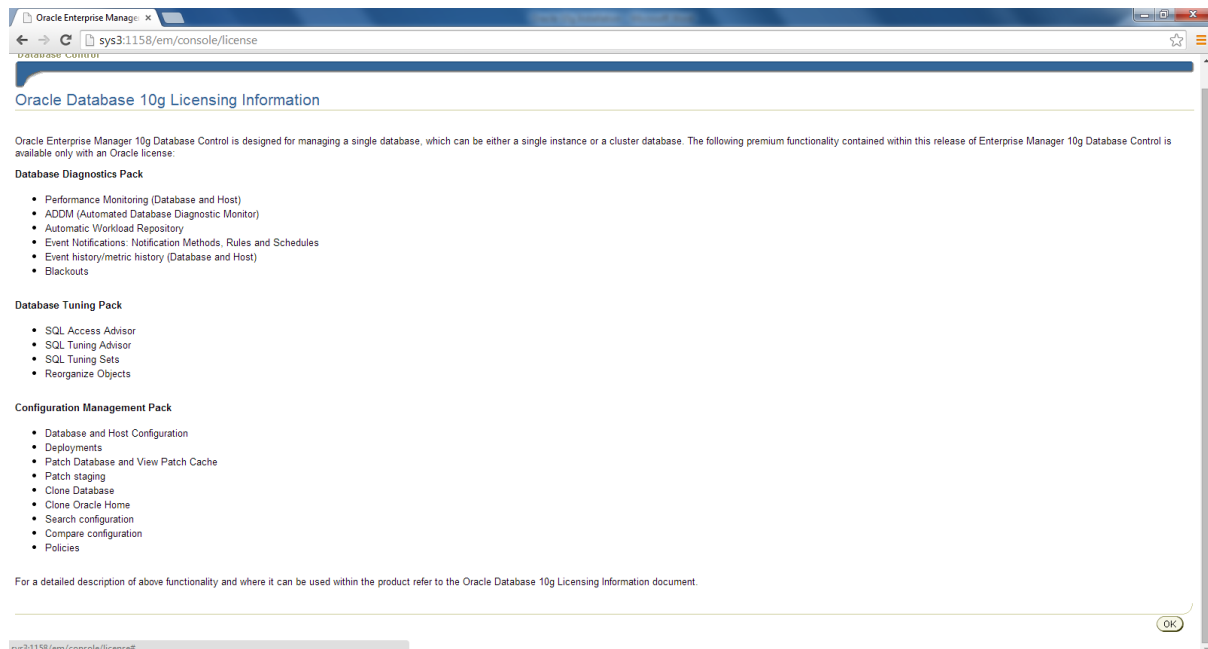 Oracle Enterprise Manage
sys3:1158/em/console/license
Database Control
Oracle Database 10g Licensing Information
Oracle Enterprise Manager 10g Database Control is designed for managing a single database, which can be either a single instance or a cluster database. The following premium functionality contained within this release of Enterprise Manager 10g Database Control is
available only with an Oracle license:
Database Diagnostics Pack
Performance Monitoring (Database and Host)
ADDM (Automated Database Diagnostic Monitor)
Automatic Workload Repository
Event Notifications: Notification Methods, Rules and Schedules
Event history/metric history (Database and Host)
Blackouts
Database Tuning Pack
SQL Access Advisor
SQL Tuning Advisor
SQL Tuning Sets
Reorganize Objects
Configuration Management Pack
Database and Host Configuration
Deployments
Patch Database and View Patch Cache
Patch staging
Clone Database
Clone Oracle Home
Search configuration
Compare configuration
Policies
For a detailed description of above functionality and where it can be used within the product refer to the Oracle Database 10g Licensing Information document.
OK
sys3:1158/em/console/license#